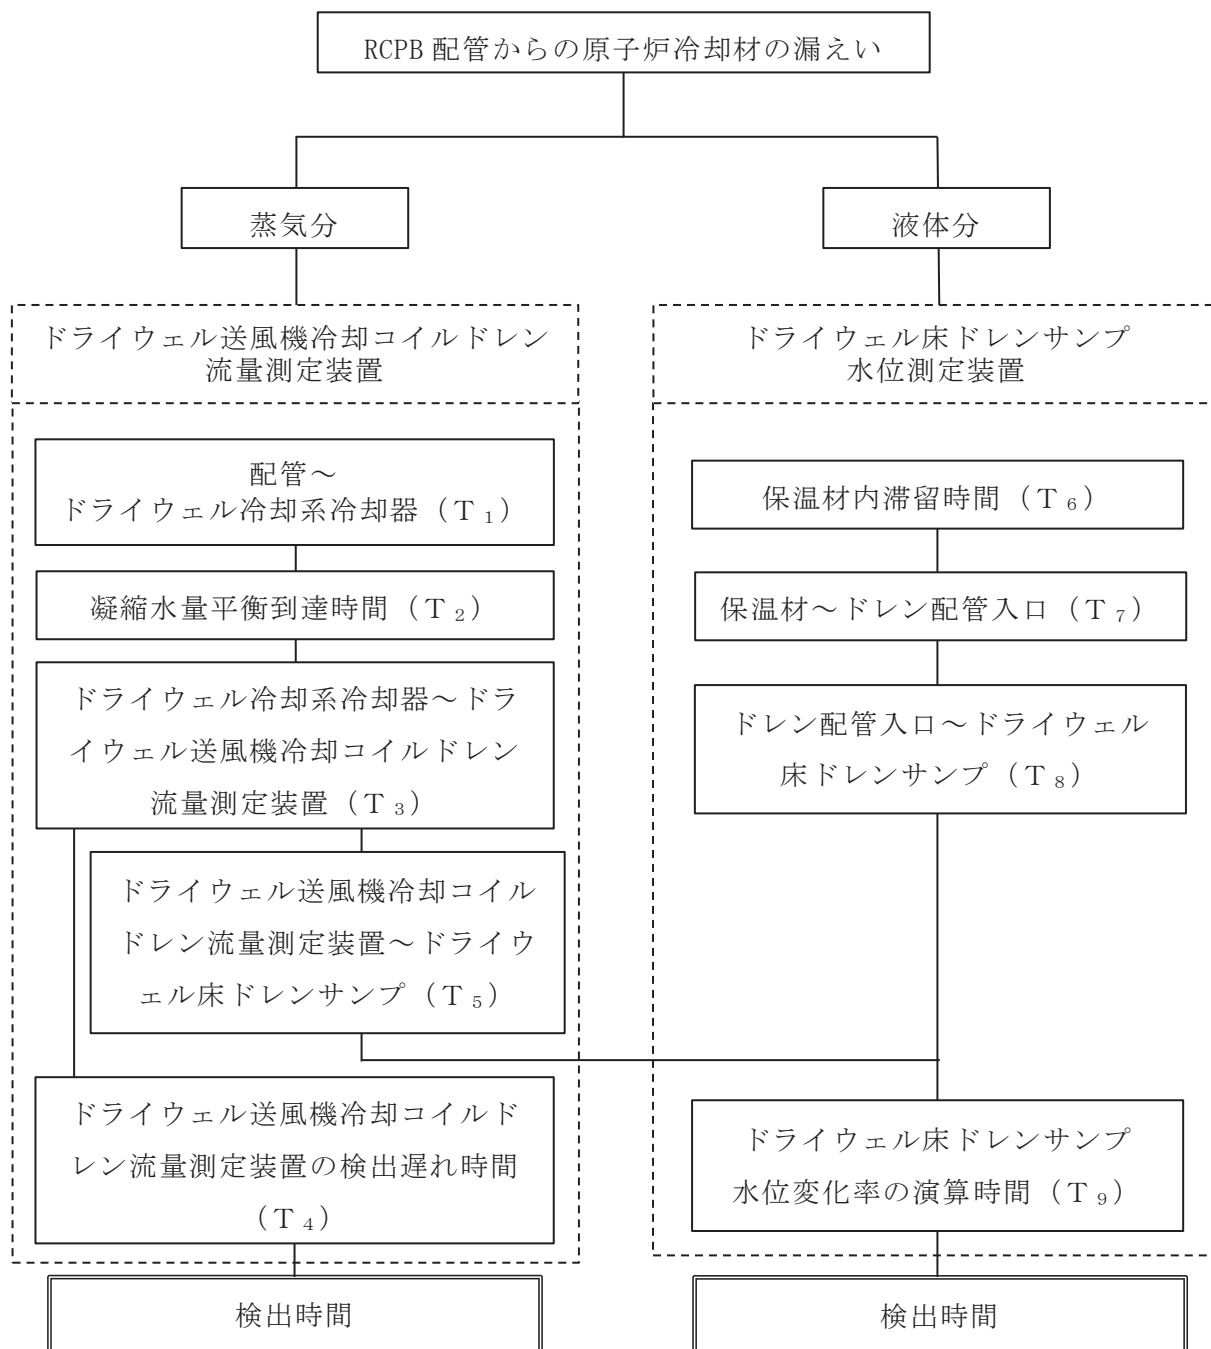 RCPB 配管からの原子炉冷却材の漏えい
蒸気分
液体分
ドライウェル送風機冷却コイルドレン
流量測定装置
ドライウェル床ドレンサンプ
水位測定装置
配管～
ドライウェル冷却系冷却器（T₁）
凝縮水量平衡到達時間（T₂）
ドライウェル冷却系冷却器～ドラ
イウェル送風機冷却コイルドレン
流量測定装置（T₃）
ドライウェル送風機冷却コイル
ドレン流量測定装置～ドライウ
ェル床ドレンサンプ（T₅）
ドライウェル送風機冷却コイルド
レン流量測定装置の検出遅れ時間
（T₄）
検出時間
保温材内滞留時間（T₆）
保温材～ドレン配管入口（T₇）
ドレン配管入口～ドライウェル
床ドレンサンプ（T₈）
ドライウェル床ドレンサンプ
水位変化率の演算時間（T₉）
検出時間